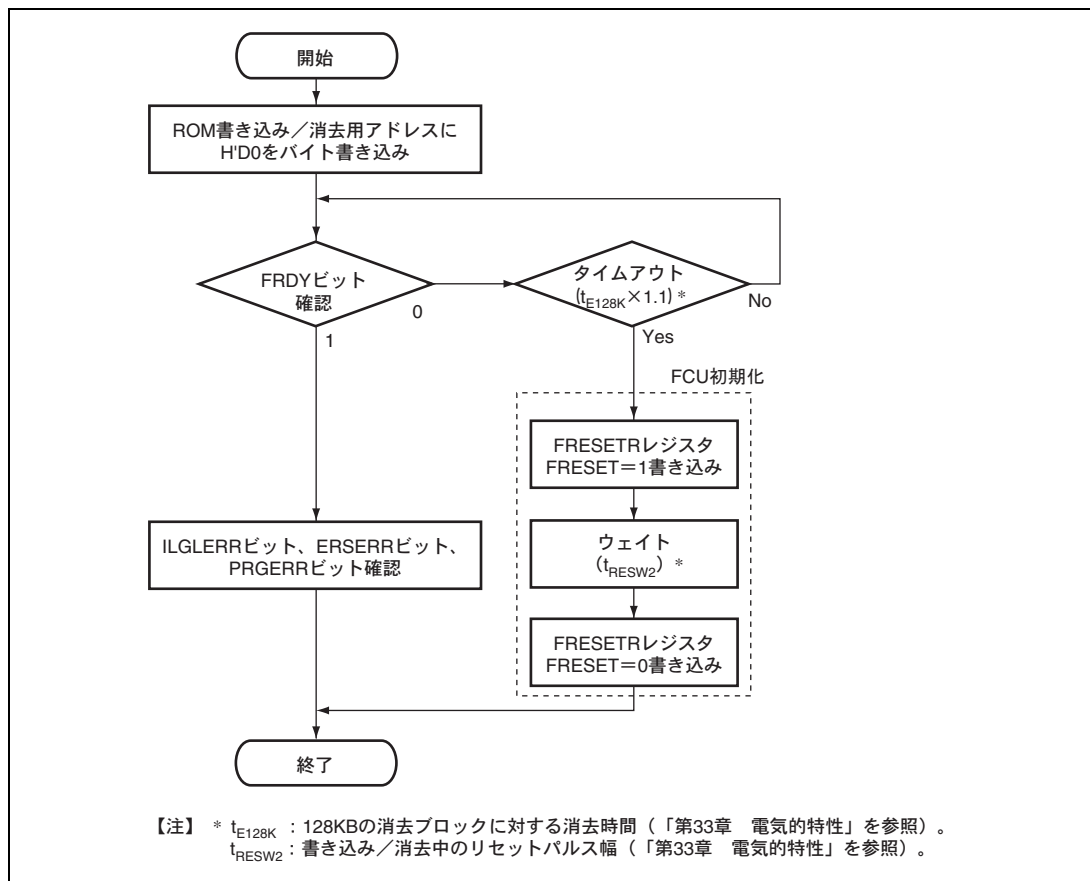 開始
ROM書き込み／消去用アドレスに
H'D0をバイト書き込み
FRDYビット
確認
0
1
タイムアウト
(tE128K×1.1) *
No
Yes
FCU初期化
FRESETRレジスタ
FRESET＝1書き込み
ウェイト
（tRESW2）*
FRESETRレジスタ
FRESET＝0書き込み
ILGLERRビット、ERSERRビット、
PRGERRビット確認
終了
【注】 * tE128K ：128KBの消去ブロックに対する消去時間（「第33章　電気的特性」を参照）。
tRESW2：書き込み／消去中のリセットパルス幅（「第33章　電気的特性」を参照）。